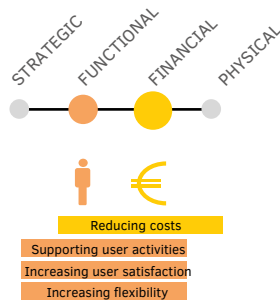 STRATEGIC
FUNCTIONAL
FINANCIAL
PHYSICAL
€
Reducing costs
Supporting user activities
Increasing user satisfaction
Increasing flexibility